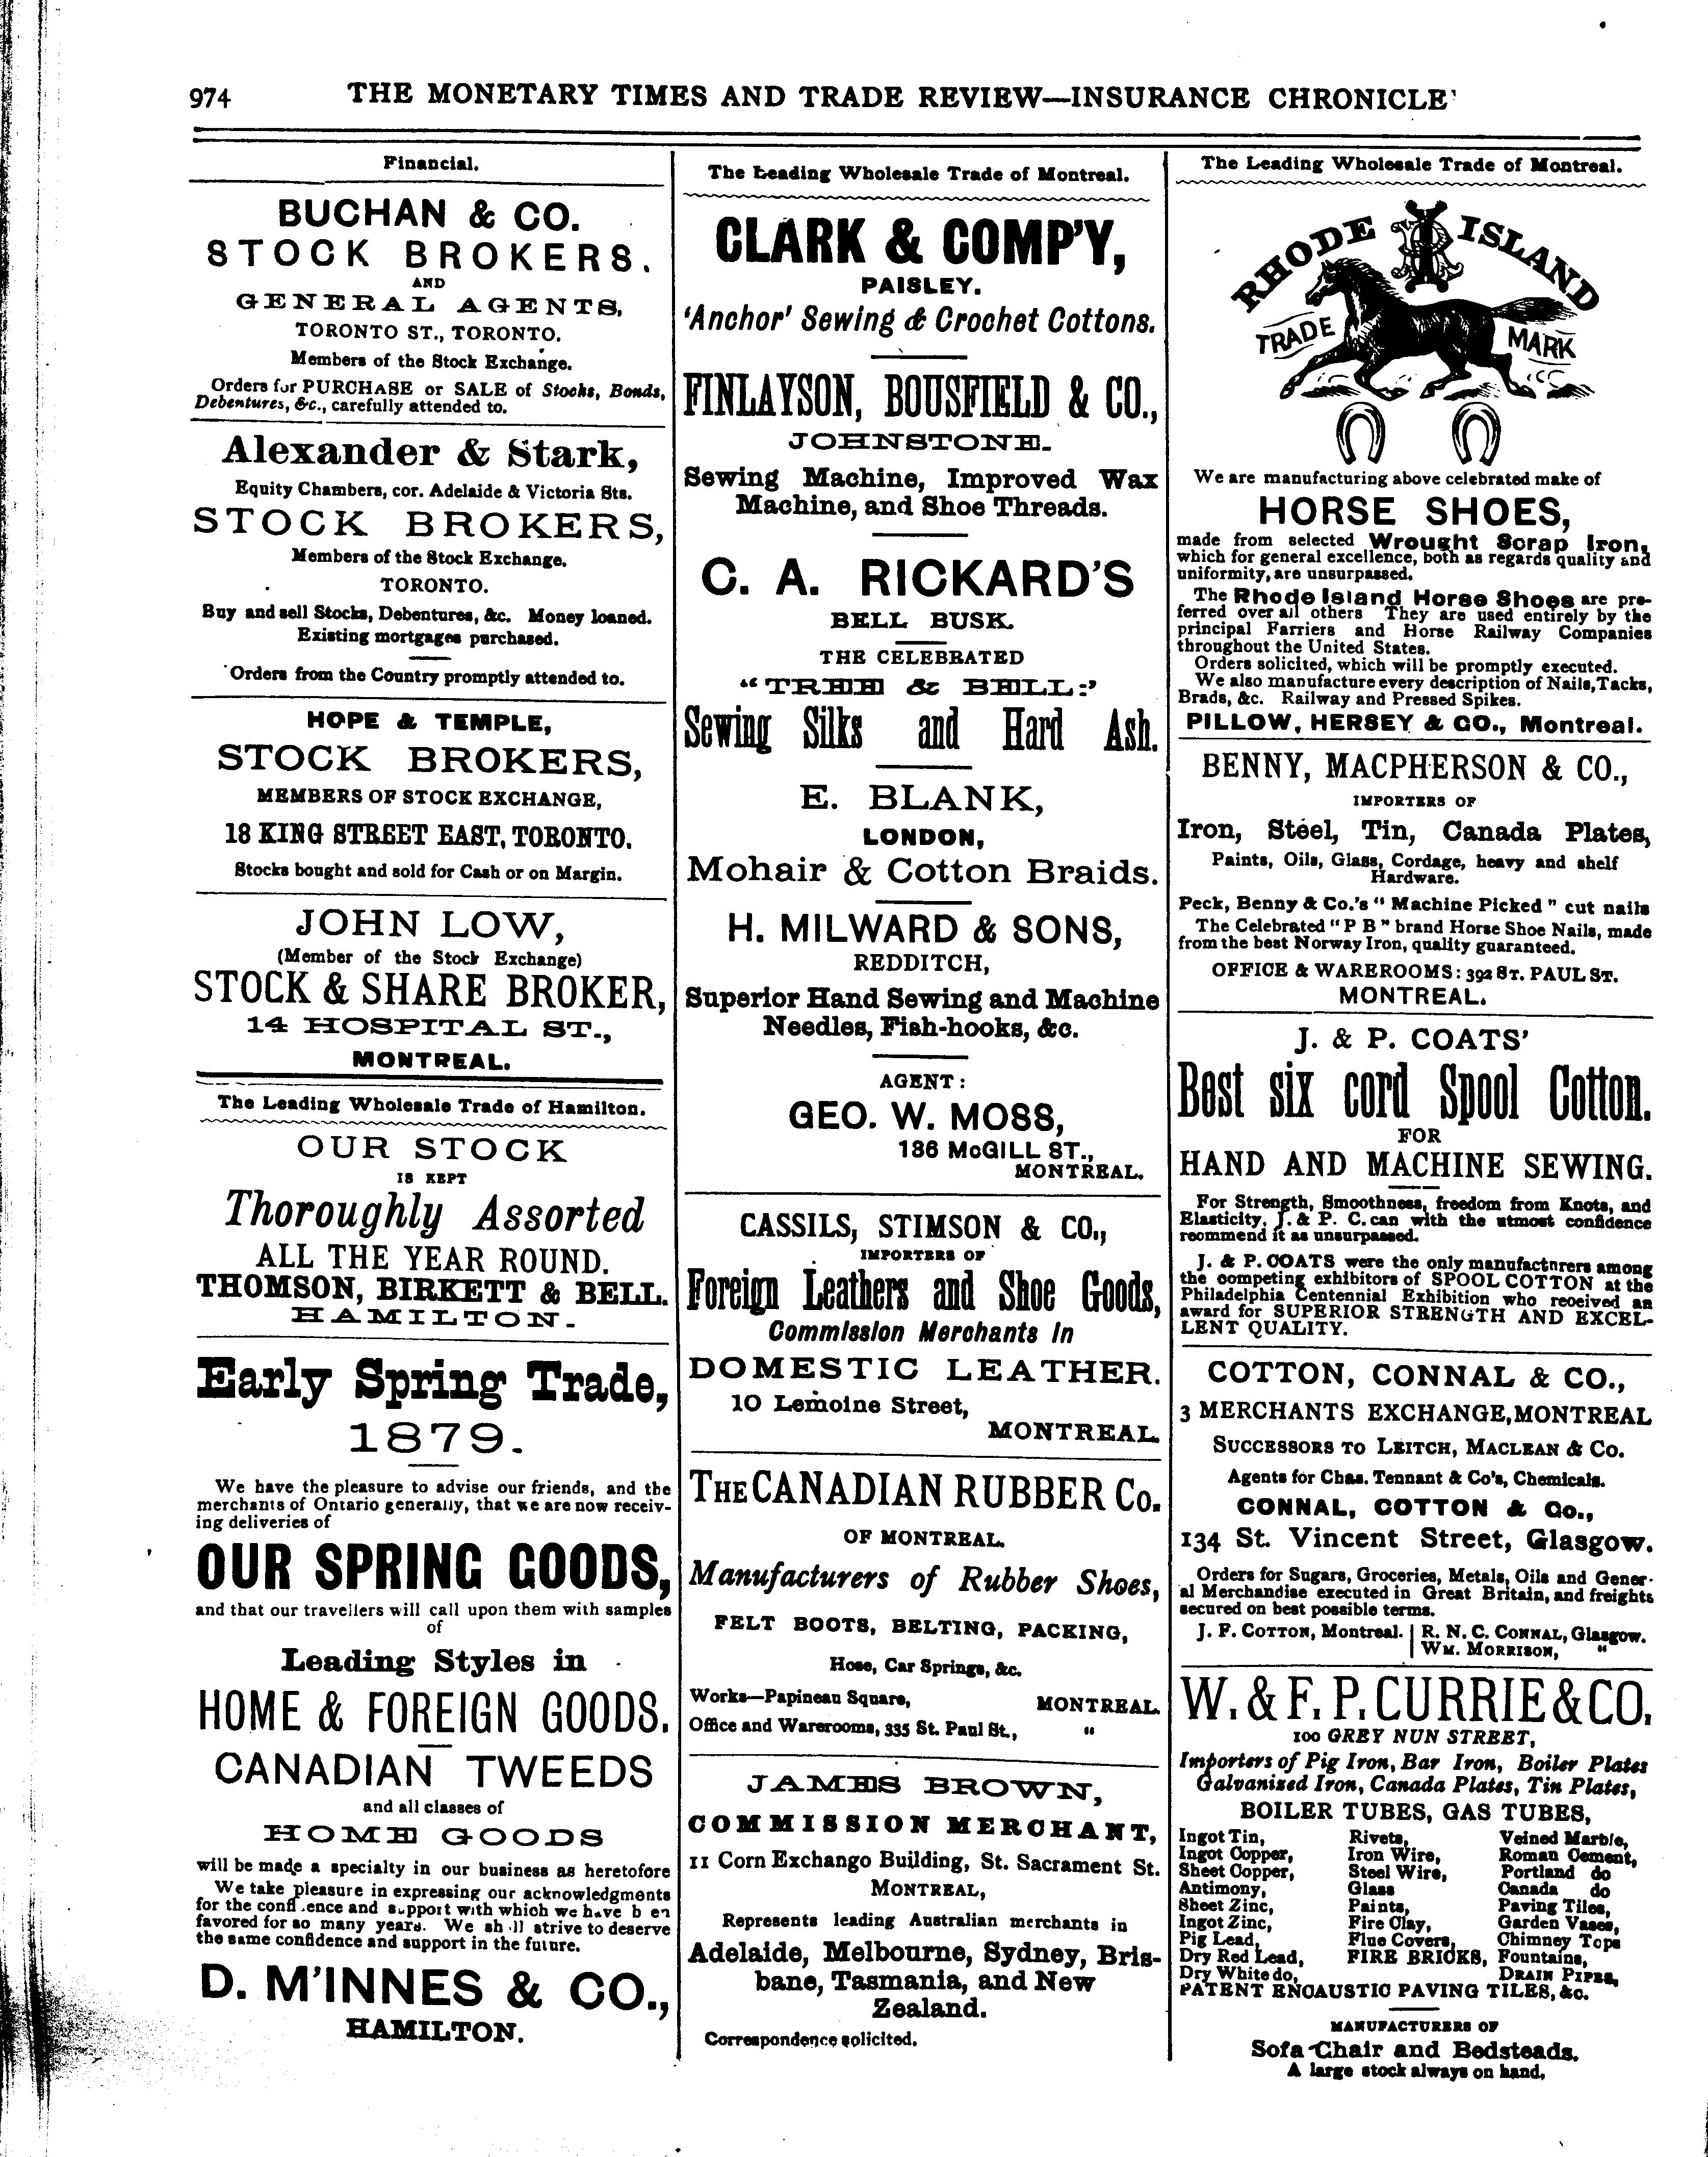 974 THE MONETARY TIMES AND TRADE REVIEW—INSURANCE CHRONICLE
Financial.
BUCHAN & CO.
STOCK BROKERS.
AND
GENERAL AGENTS,
TORONTO ST., TORONTO.
Members of the Stock Exchange.
Orders for PURCHASE or SALE of Stocks, Bonds,
Debentures, &c., carefully attended to.
Alexander & Stark,
Equity Chambers, cor. Adelaide & Victoria Sts.
STOCK BROKERS,
Members of the Stock Exchange.
TORONTO.
Buy and sell Stocks, Debentures, &c. Money loaned.
Existing mortgages purchased.
Orders from the Country promptly attended to.
HOPE & TEMPLE,
STOCK BROKERS,
MEMBERS OF STOCK EXCHANGE,
18 KING STREET EAST, TORONTO.
Stocks bought and sold for Cash or on Margin.
JOHN LOW,
(Member of the Stock Exchange)
STOCK & SHARE BROKER,
14 HOSPITAL ST.,
MONTREAL.
The Leading Wholesale Trade of Hamilton.
OUR STOCK
IS KEPT
Thoroughly Assorted
ALL THE YEAR ROUND.
THOMSON, BIRKETT & BELL.
HAMILTON.
Early Spring Trade,
1879.
We have the pleasure to advise our friends, and the
merchants of Ontario generally, that we are now receiv-
ing deliveries of
OUR SPRING GOODS,
and that our travellers will call upon them with samples
of
Leading Styles in
HOME & FOREIGN GOODS.
CANADIAN TWEEDS
and all classes of
HOME GOODS
will be made a specialty in our business as heretofore
We take pleasure in expressing our acknowledgments
for the confi.ence and support with which we have b en
favored for so many years. We sh ll strive to deserve
the same confidence and support in the future.
D. M'INNES & CO.,
HAMILTON.
The Leading Wholesale Trade of Montreal.
CLARK & COMP'Y,
PAISLEY.
'Anchor' Sewing & Crochet Cottons.
FINLAYSON, BOUSFIELD & CO.,
JOHNSTONE.
Sewing Machine, Improved Wax
Machine, and Shoe Threads.
C. A. RICKARD'S
BELL BUSK.
THE CELEBRATED
"TREE & BELL:'
Sewing Silks and Hard Ash.
E. BLANK,
LONDON,
Mohair & Cotton Braids.
H. MILWARD & SONS,
REDDITCH,
Superior Hand Sewing and Machine
Needles, Fish-hooks, &c.
AGENT:
GEO. W. MOSS,
186 McGILL ST.,
MONTREAL.
CASSILS, STIMSON & CO.,
IMPORTERS OF
Foreign Leathers and Shoe Goods,
Commission Merchants in
DOMESTIC LEATHER.
10 Lemoine Street,
MONTREAL.
THE CANADIAN RUBBER Co.
OF MONTREAL.
Manufacturers of Rubber Shoes,
FELT BOOTS, BELTING, PACKING,
Hose, Car Springs, &c.
Works—Papineau Square, MONTREAL.
Office and Warerooms, 335 St. Paul St., "
JAMES BROWN,
COMMISSION MERCHANT,
11 Corn Exchango Building, St. Sacrament St.
MONTREAL,
Represents leading Australian merchants in
Adelaide, Melbourne, Sydney, Bris-
bane, Tasmania, and New
Zealand.
Correspondence solicited.
The Leading Wholesale Trade of Montreal.
RHODE ISLAND
TRADE MARK
We are manufacturing above celebrated make of
HORSE SHOES,
made from selected Wrought Scrap Iron,
which for general excellence, both as regards quality and
uniformity, are unsurpassed.
The Rhode Island Horse Shoes are pre-
ferred over all others They are used entirely by the
principal Farriers and Horse Railway Companies
throughout the United States.
Orders solicited, which will be promptly executed.
We also manufacture every description of Nails, Tacks,
Brads, &c. Railway and Pressed Spikes.
PILLOW, HERSEY & CO., Montreal.
BENNY, MACPHERSON & CO.,
IMPORTERS OF
Iron, Steel, Tin, Canada Plates,
Paints, Oils, Glass, Cordage, heavy and shelf
Hardware.
Peck, Benny & Co.'s "Machine Picked" cut nails
The Celebrated "P B" brand Horse Shoe Nails, made
from the best Norway Iron, quality guaranteed.
OFFICE & WAREROOMS: 392 ST. PAUL ST.
MONTREAL.
J. & P. COATS'
Best six cord Spool Cotton.
FOR
HAND AND MACHINE SEWING.
For Strength, Smoothness, freedom from Knots, and
Elasticity, J. & P. C. can with the utmost confidence
recommend it as unsurpassed.
J. & P. COATS were the only manufactnrers among
the competing exhibitors of SPOOL COTTON at the
Philadelphia Centennial Exhibition who received an
award for SUPERIOR STRENGTH AND EXCEL-
LENT QUALITY.
COTTON, CONNAL & CO.,
3 MERCHANTS EXCHANGE, MONTREAL
SUCCESSORS TO LEITCH, MACLEAN & CO.
Agents for Chas. Tennant & Co's, Chemicals.
CONNAL, COTTON & Co.,
134 St. Vincent Street, Glasgow.
Orders for Sugars, Groceries, Metals, Oils and Gener-
al Merchandise executed in Great Britain, and freights
secured on best possible terms.
J. F. COTTON, Montreal. | R. N. C. CONNAL, Glasgow.
WM. MORRISON, "
W. & F. P. CURRIE & CO.
100 GREY NUN STREET,
Importers of Pig Iron, Bar Iron, Boiler Plates
Galvanized Iron, Canada Plates, Tin Plates,
BOILER TUBES, GAS TUBES,
Ingot Tin, Rivets, Veined Marble,
Ingot Copper, Iron Wire, Roman Cement,
Sheet Copper, Steel Wire, Portland do
Antimony, Glass Canada do
Sheet Zinc, Paints, Paving Tiles,
Ingot Zinc, Fire Clay, Garden Vases,
Pig Lead, Flue Covers, Chimney Tops
Dry Red Lead, FIRE BRICKS, Fountains,
Dry White do, DRAIN PIPES,
PATENT ENCAUSTIC PAVING TILES, &c.
MANUFACTURERS OF
Sofa Chair and Bedsteads.
A large stock always on hand.